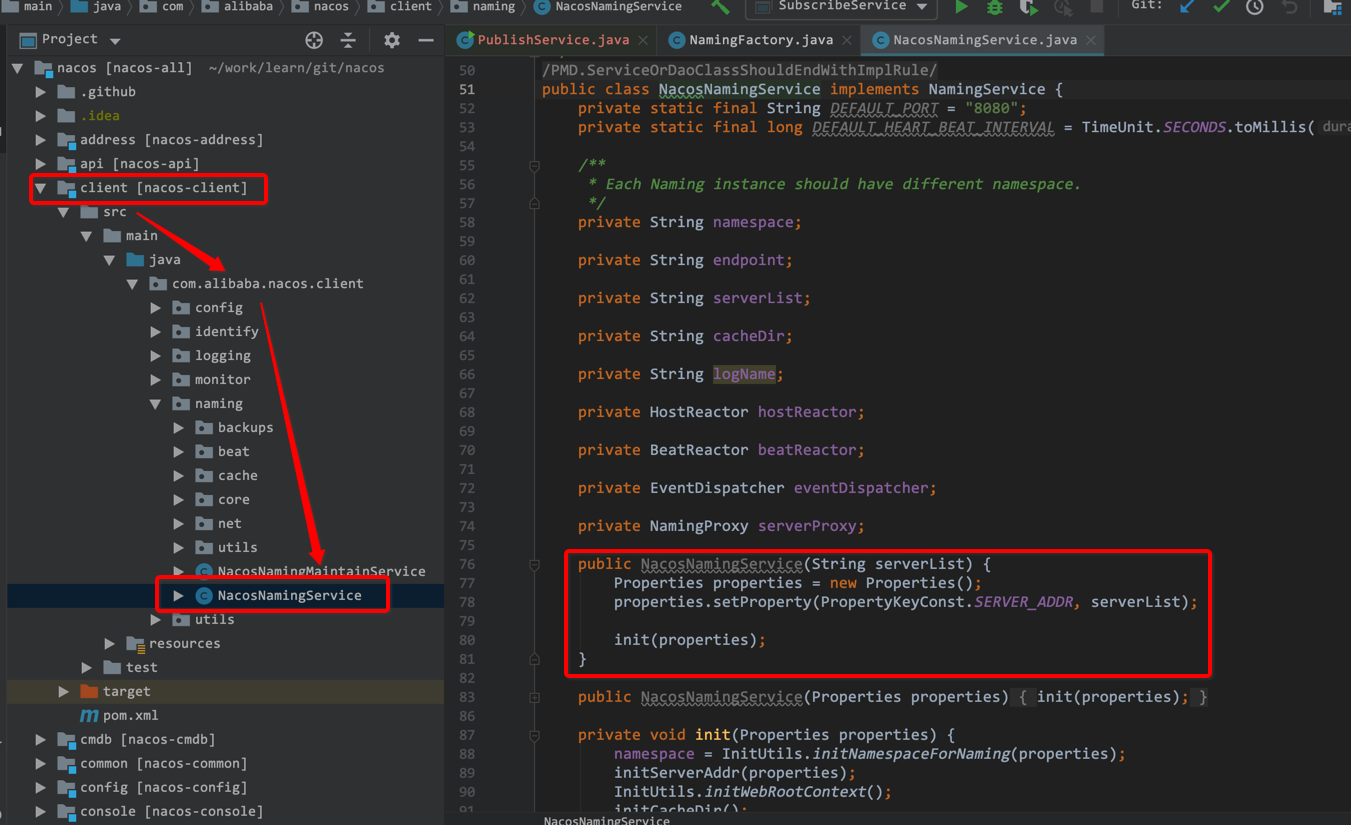 main
java
com
alibaba
nacos
client
naming
NacosNamingService
SubscribeService
Git:
Project
PublishService.java
NamingFactory.java
NacosNamingService.java
nacos [nacos-all] ~/work/learn/git/nacos
.github
.idea
address [nacos-address]
api [nacos-api]
client [nacos-client]
src
main
java
com.alibaba.nacos.client
config
identify
logging
monitor
naming
backups
beat
cache
core
net
utils
NacosNamingMaintainService
NacosNamingService
utils
resources
test
target
pom.xml
cmdb [nacos-cmdb]
common [nacos-common]
config [nacos-config]
console [nacos-console]
50 /PMD.ServiceOrDaoClassShouldEndWithImplRule/
51 public class NacosNamingService implements NamingService {
52 private static final String DEFAULT_PORT = "8080";
53 private static final long DEFAULT_HEART_BEAT_INTERVAL = TimeUnit.SECONDS.toMillis( dura
54
55 /**
56 * Each Naming instance should have different namespace.
57 */
58 private String namespace;
59
60 private String endpoint;
61
62 private String serverList;
63
64 private String cacheDir;
65
66 private String logName;
67
68 private HostReactor hostReactor;
69
70 private BeatReactor beatReactor;
71
72 private EventDispatcher eventDispatcher;
73
74 private NamingProxy serverProxy;
75
76 public NacosNamingService(String serverList) {
77 Properties properties = new Properties();
78 properties.setProperty(PropertyKeyConst.SERVER_ADDR, serverList);
79
80 init(properties);
81 }
82
83 public NacosNamingService(Properties properties) { init(properties); }
86
87 private void init(Properties properties) {
88 namespace = InitUtils.initNamespaceForNaming(properties);
89 initServerAddr(properties);
90 InitUtils.initWebRootContext();
91 initCacheDir();
NacosNamingService